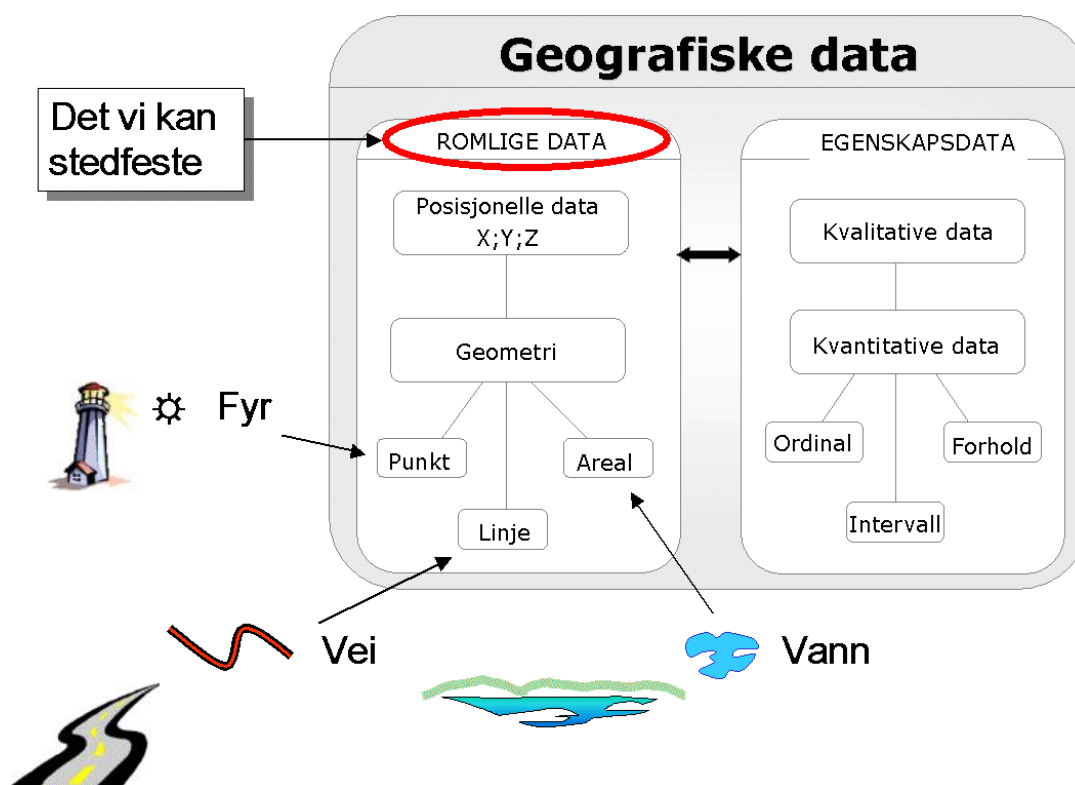 Geografiske data
Det vi kan
stedfeste
ROMLIGE DATA
Posisjonelle data
X;Y;Z
Geometri
Punkt
Areal
Linje
EGENSKAPSDATA
Kvalitative data
Kvantitative data
Ordinal
Forhold
Intervall
Fyr
Vei
Vann